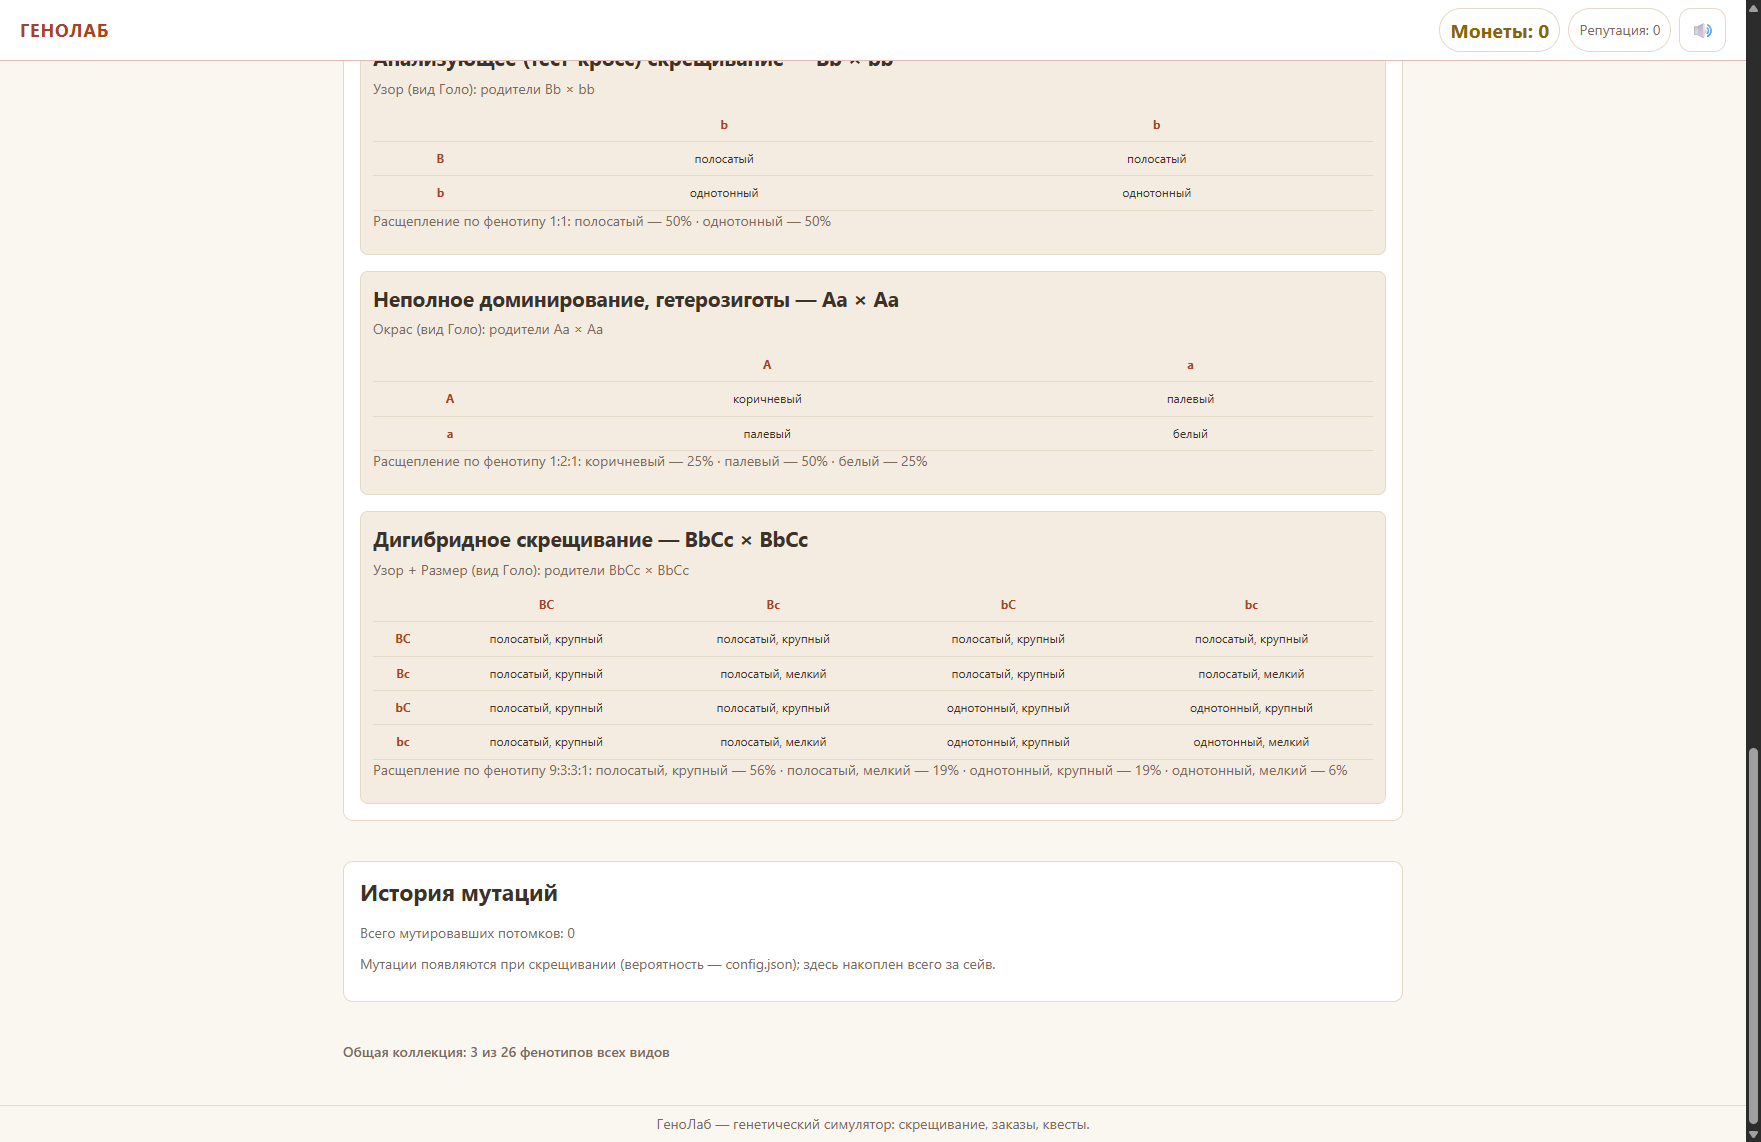 ГЕНОЛАБ
Монеты: 0
Репутация: 0
Анализующее (тест-кросс) скрещивание — Bb × bb
Узор (вид Голо): родители Bb × bb
b b
B полосатый полосатый
b однотонный однотонный
Расщепление по фенотипу 1:1: полосатый — 50% · однотонный — 50%
Неполное доминирование, гетерозиготы — Aa × Aa
Окрас (вид Голо): родители Aa × Aa
A a
A коричневый палевый
a палевый белый
Расщепление по фенотипу 1:2:1: коричневый — 25% · палевый — 50% · белый — 25%
Дигибридное скрещивание — BbCc × BbCc
Узор + Размер (вид Голо): родители BbCc × BbCc
BC Bc bC bc
BC полосатый, крупный полосатый, крупный полосатый, крупный полосатый, крупный
Bc полосатый, крупный полосатый, мелкий полосатый, крупный полосатый, мелкий
bC полосатый, крупный полосатый, крупный однотонный, крупный однотонный, крупный
bc полосатый, крупный полосатый, мелкий однотонный, крупный однотонный, мелкий
Расщепление по фенотипу 9:3:3:1: полосатый, крупный — 56% · полосатый, мелкий — 19% · однотонный, крупный — 19% · однотонный, мелкий — 6%
История мутаций
Всего мутировавших потомков: 0
Мутации появляются при скрещивании (вероятность — config.json); здесь накоплен всего за сейв.
Общая коллекция: 3 из 26 фенотипов всех видов
ГеноЛаб — генетический симулятор: скрещивание, заказы, квесты.